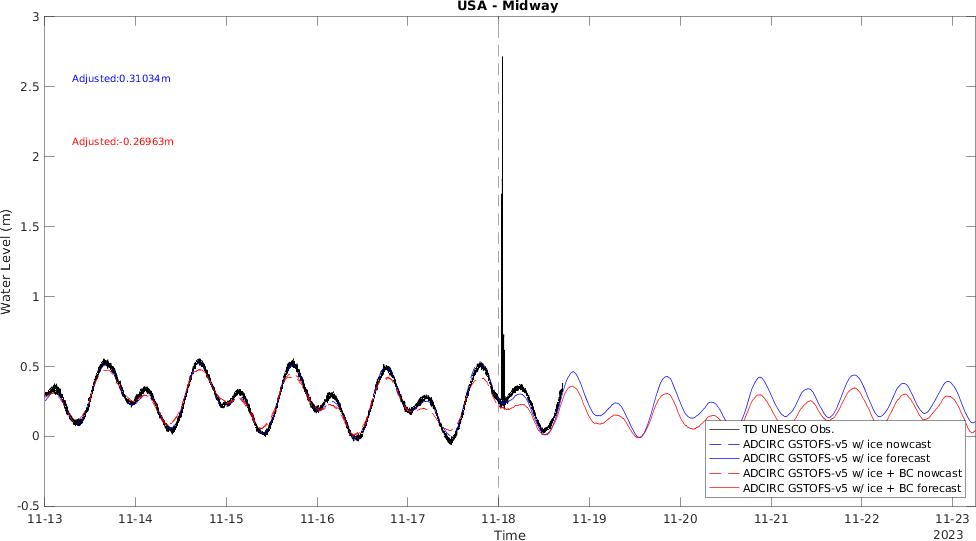 USA - Midway
3
2.5
2
1.5
1
0.5
0
-0.5
Water Level (m)
Adjusted:0.31034m
Adjusted:-0.26963m
TD UNESCO Obs.
ADCIRC GSTOFS-v5 w/ ice nowcast
ADCIRC GSTOFS-v5 w/ ice forecast
ADCIRC GSTOFS-v5 w/ ice + BC nowcast
ADCIRC GSTOFS-v5 w/ ice + BC forecast
11-13 11-14 11-15 11-16 11-17 11-18 11-19 11-20 11-21 11-22 11-23
Time
2023